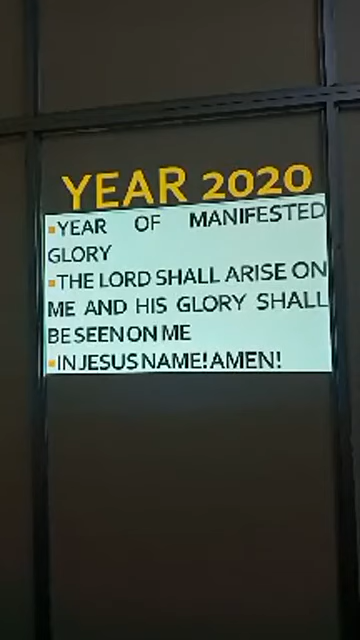 YEAR 2020
▪YEAR OF MANIFESTED
GLORY
▪THE LORD SHALL ARISE ON
ME AND HIS GLORY SHALL
BE SEEN ON ME
▪IN JESUS NAME! AMEN!